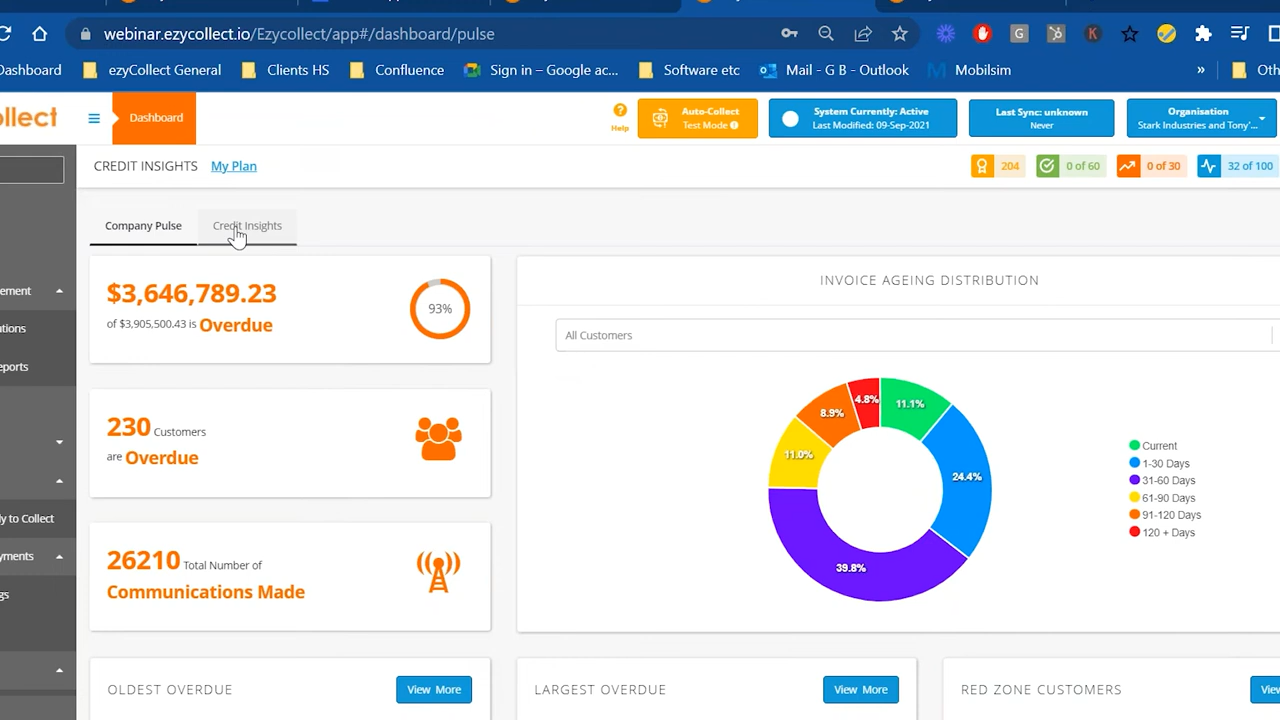 webinar.ezycollect.io/Ezycollect/app#/dashboard/pulse
Dashboard
ezyCollect General
Clients HS
Confluence
Sign in – Google ac...
Software etc
Mail - G B - Outlook
Mobilsim
»
Oth
ollect
Dashboard
Help
Auto-Collect
Test Mode
System Currently: Active
Last Modified: 09-Sep-2021
Last Sync: unknown
Never
Organisation
Stark Industries and Tony'...
CREDIT INSIGHTS
My Plan
204
0 of 60
0 of 30
32 of 100
Company Pulse
Credit Insights
ement
tions
eports
ly to Collect
yments
gs
$3,646,789.23
of $3,905,500.43 is Overdue
93%
230 Customers
are Overdue
26210 Total Number of
Communications Made
INVOICE AGEING DISTRIBUTION
All Customers
4.8%
11.1%
8.9%
11.0%
24.4%
39.8%
Current
1-30 Days
31-60 Days
61-90 Days
91-120 Days
120 + Days
OLDEST OVERDUE
View More
LARGEST OVERDUE
View More
RED ZONE CUSTOMERS
View